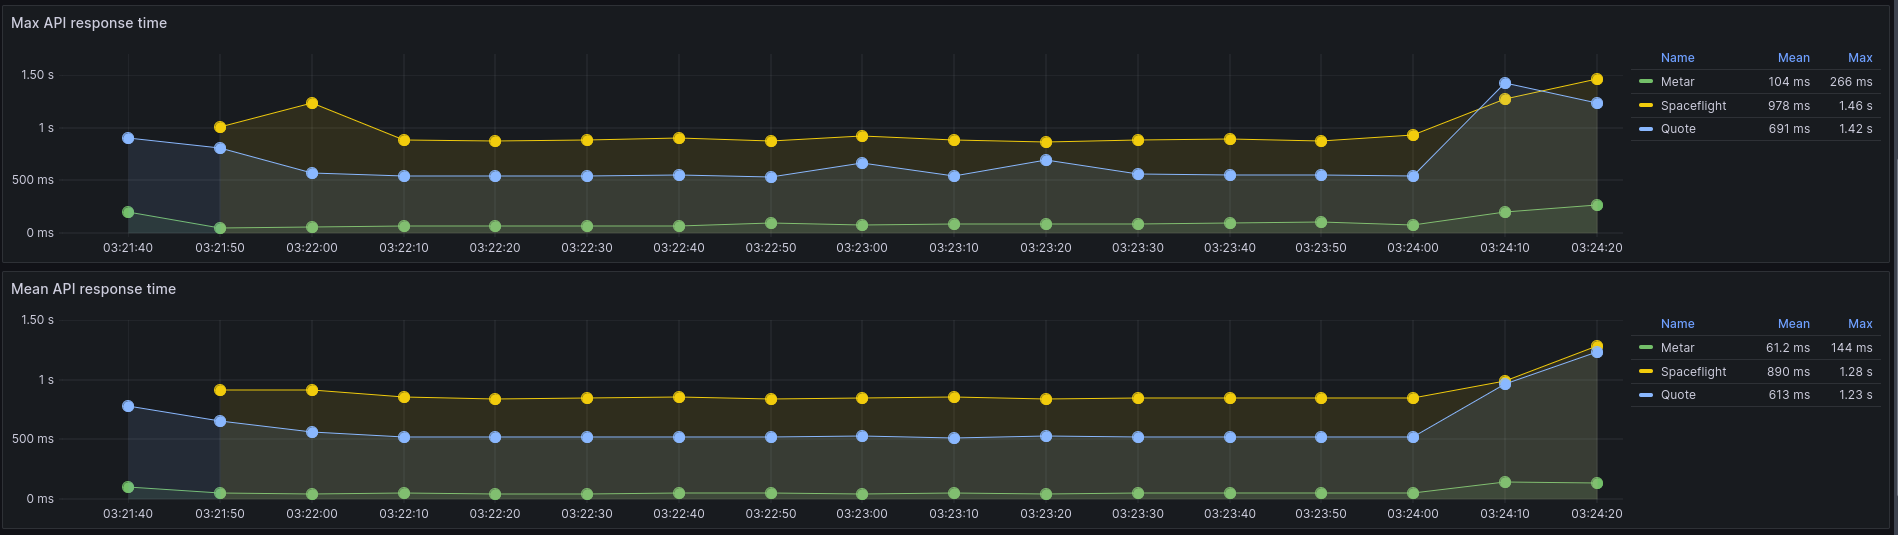 Max API response time
Name Mean Max
1.50 s
Metar 104 ms 266 ms
Spaceflight 978 ms 1.46 s
1 s
Quote 691 ms 1.42 s
500 ms
0 ms
03:21:40 03:21:50 03:22:00 03:22:10 03:22:20 03:22:30 03:22:40 03:22:50 03:23:00 03:23:10 03:23:20 03:23:30 03:23:40 03:23:50 03:24:00 03:24:10 03:24:20
Mean API response time
1.50 s
Name Mean Max
Metar 61.2 ms 144 ms
Spaceflight 890 ms 1.28 s
1 s
Quote 613 ms 1.23 s
500 ms
0 ms
03:21:40 03:21:50 03:22:00 03:22:10 03:22:20 03:22:30 03:22:40 03:22:50 03:23:00 03:23:10 03:23:20 03:23:30 03:23:40 03:23:50 03:24:00 03:24:10 03:24:20